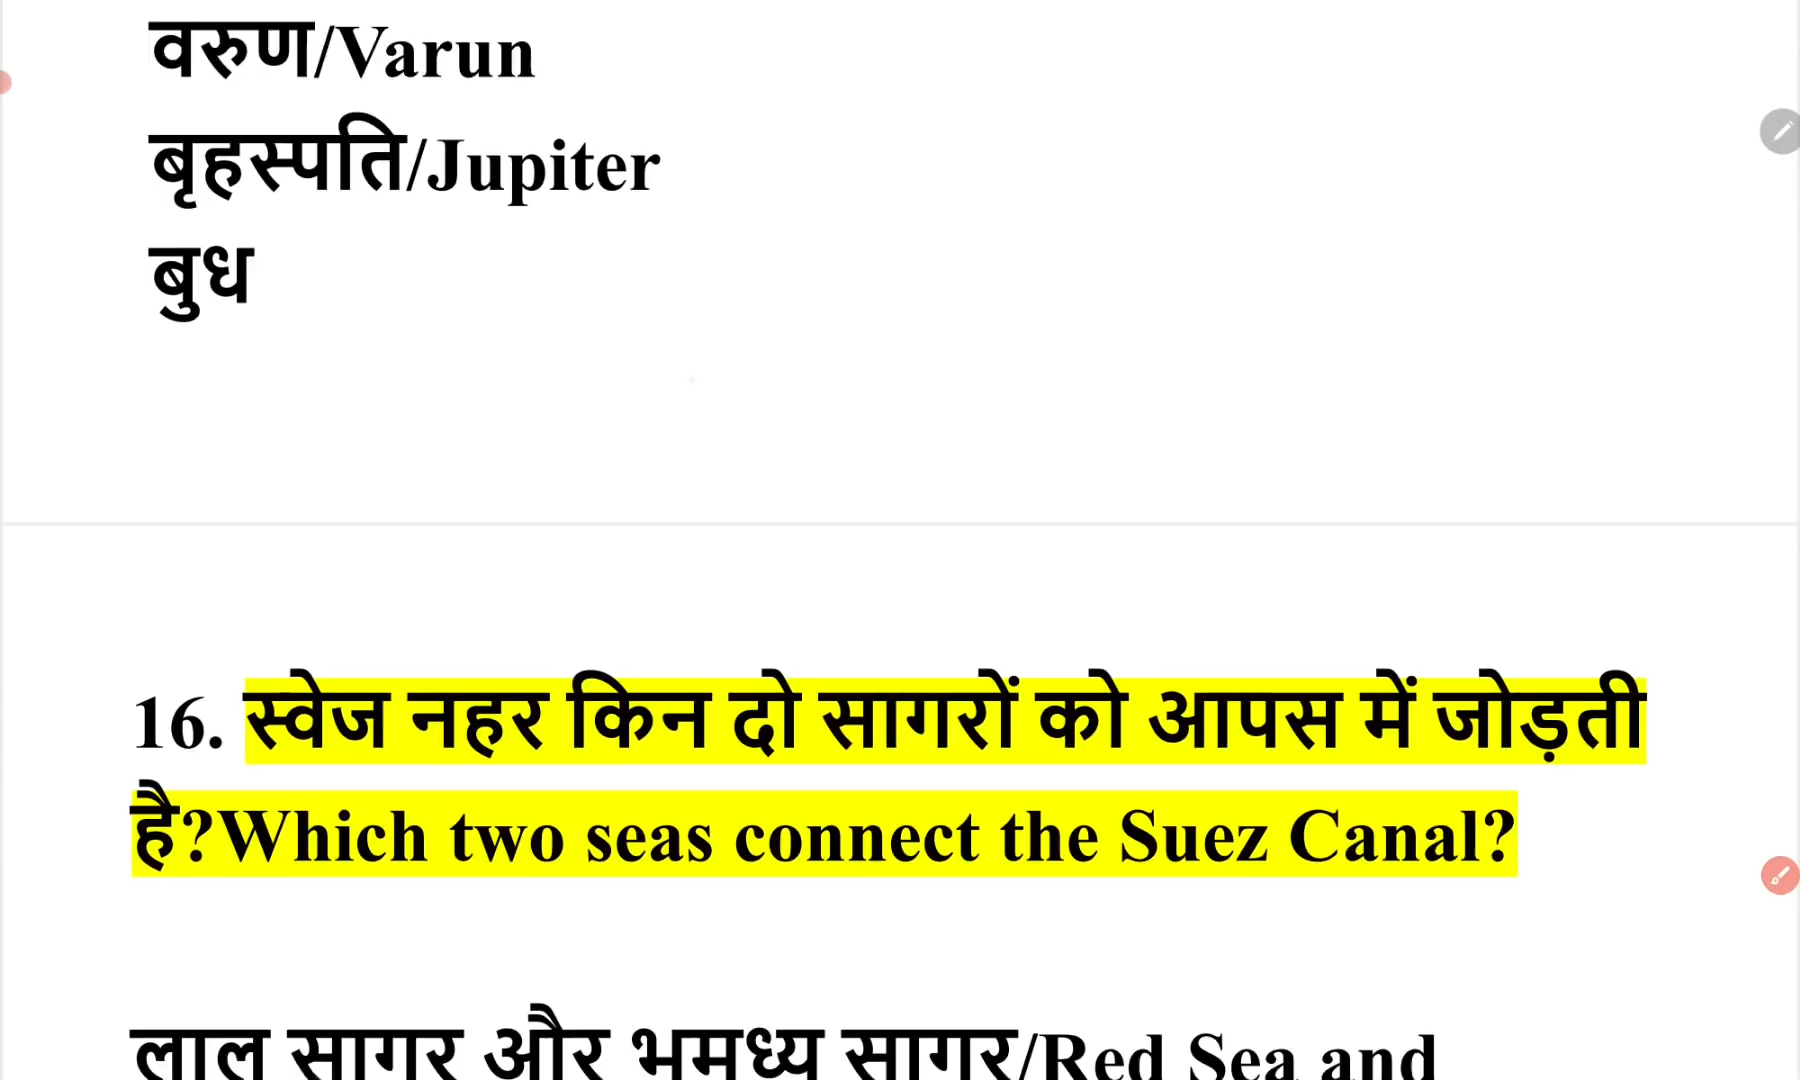 वरुण/Varun
बृहस्पति/Jupiter
बुध
16. स्वेज नहर किन दो सागरों को आपस में जोड़ती
है?Which two seas connect the Suez Canal?
लाल सागर और भमध्य सागर/Red Sea and